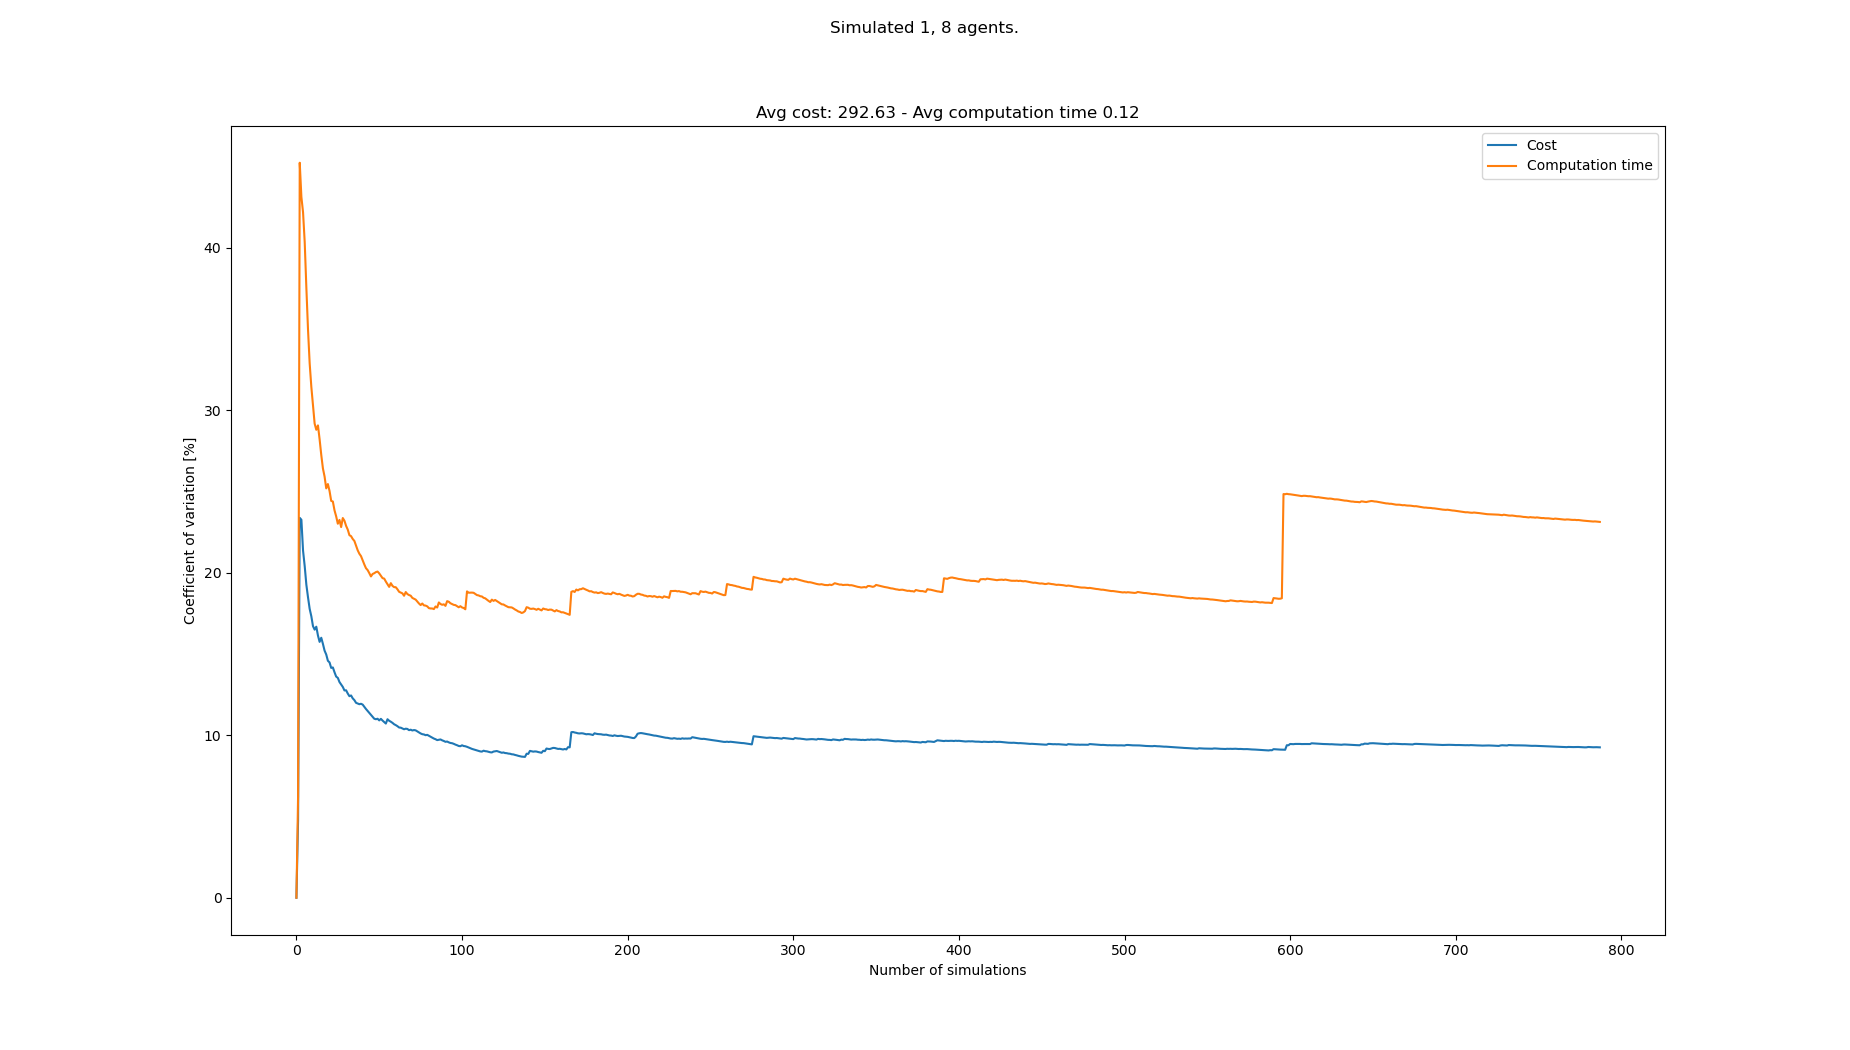 Simulated 1, 8 agents.
Avg cost: 292.63 - Avg computation time 0.12
Cost
Computation time
40
30
20
10
0
Coefficient of variation [%]
0 100 200 300 400 500 600 700 800
Number of simulations